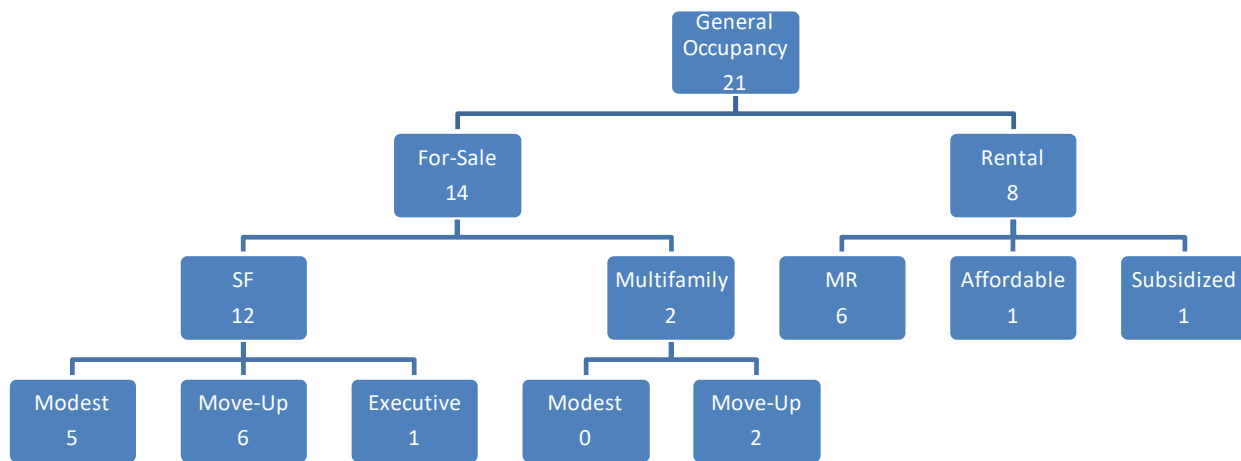 General
Occupancy
21
For-Sale
14
Rental
8
SF
12
Multifamily
2
MR
6
Affordable
1
Subsidized
1
Modest
5
Move-Up
6
Executive
1
Modest
0
Move-Up
2